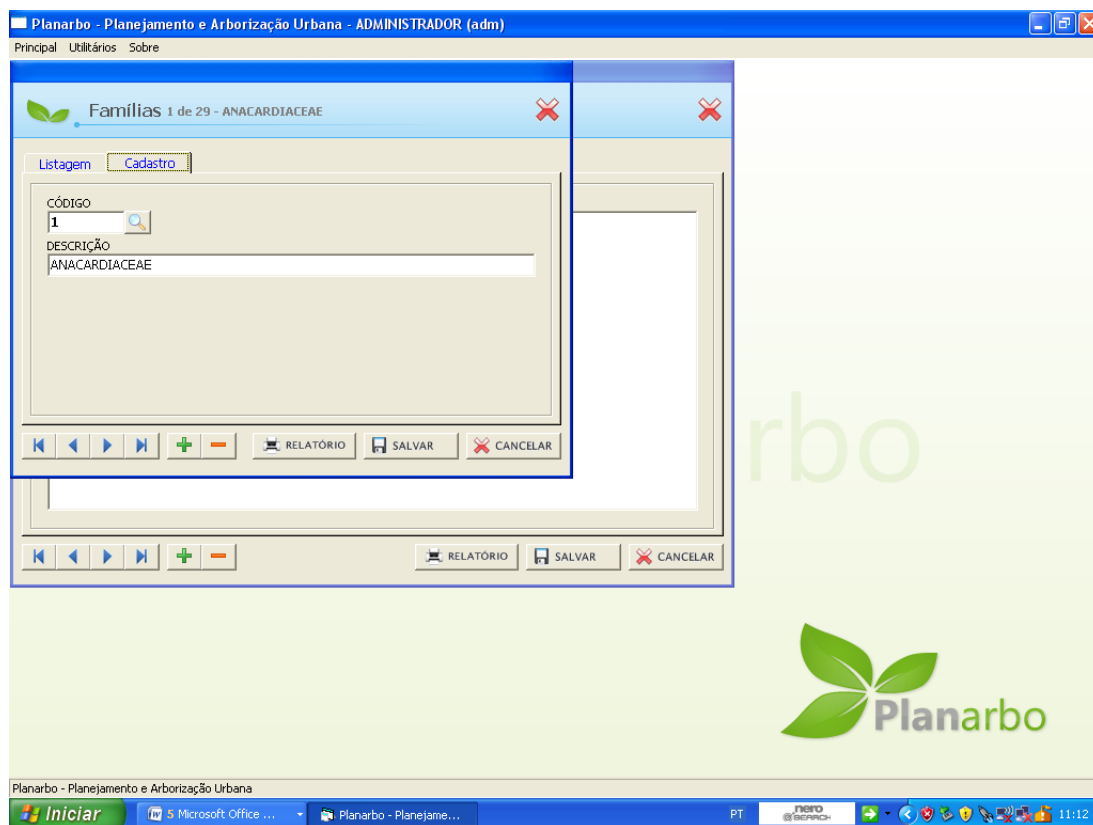 Planarbo - Planejamento e Arborização Urbana - ADMINISTRADOR (adm)
Principal Utilitários Sobre
Famílias 1 de 29 - ANACARDIACEAE
Listagem Cadastro
CÓDIGO
1
DESCRIÇÃO
ANACARDIACEAE
RELATÓRIO SALVAR CANCELAR
rbo
RELATÓRIO SALVAR CANCELAR
Planarbo
Planarbo - Planejamento e Arborização Urbana
Iniciar 5 Microsoft Office ... Planarbo - Planejame... PT nero SEARCH 11:12